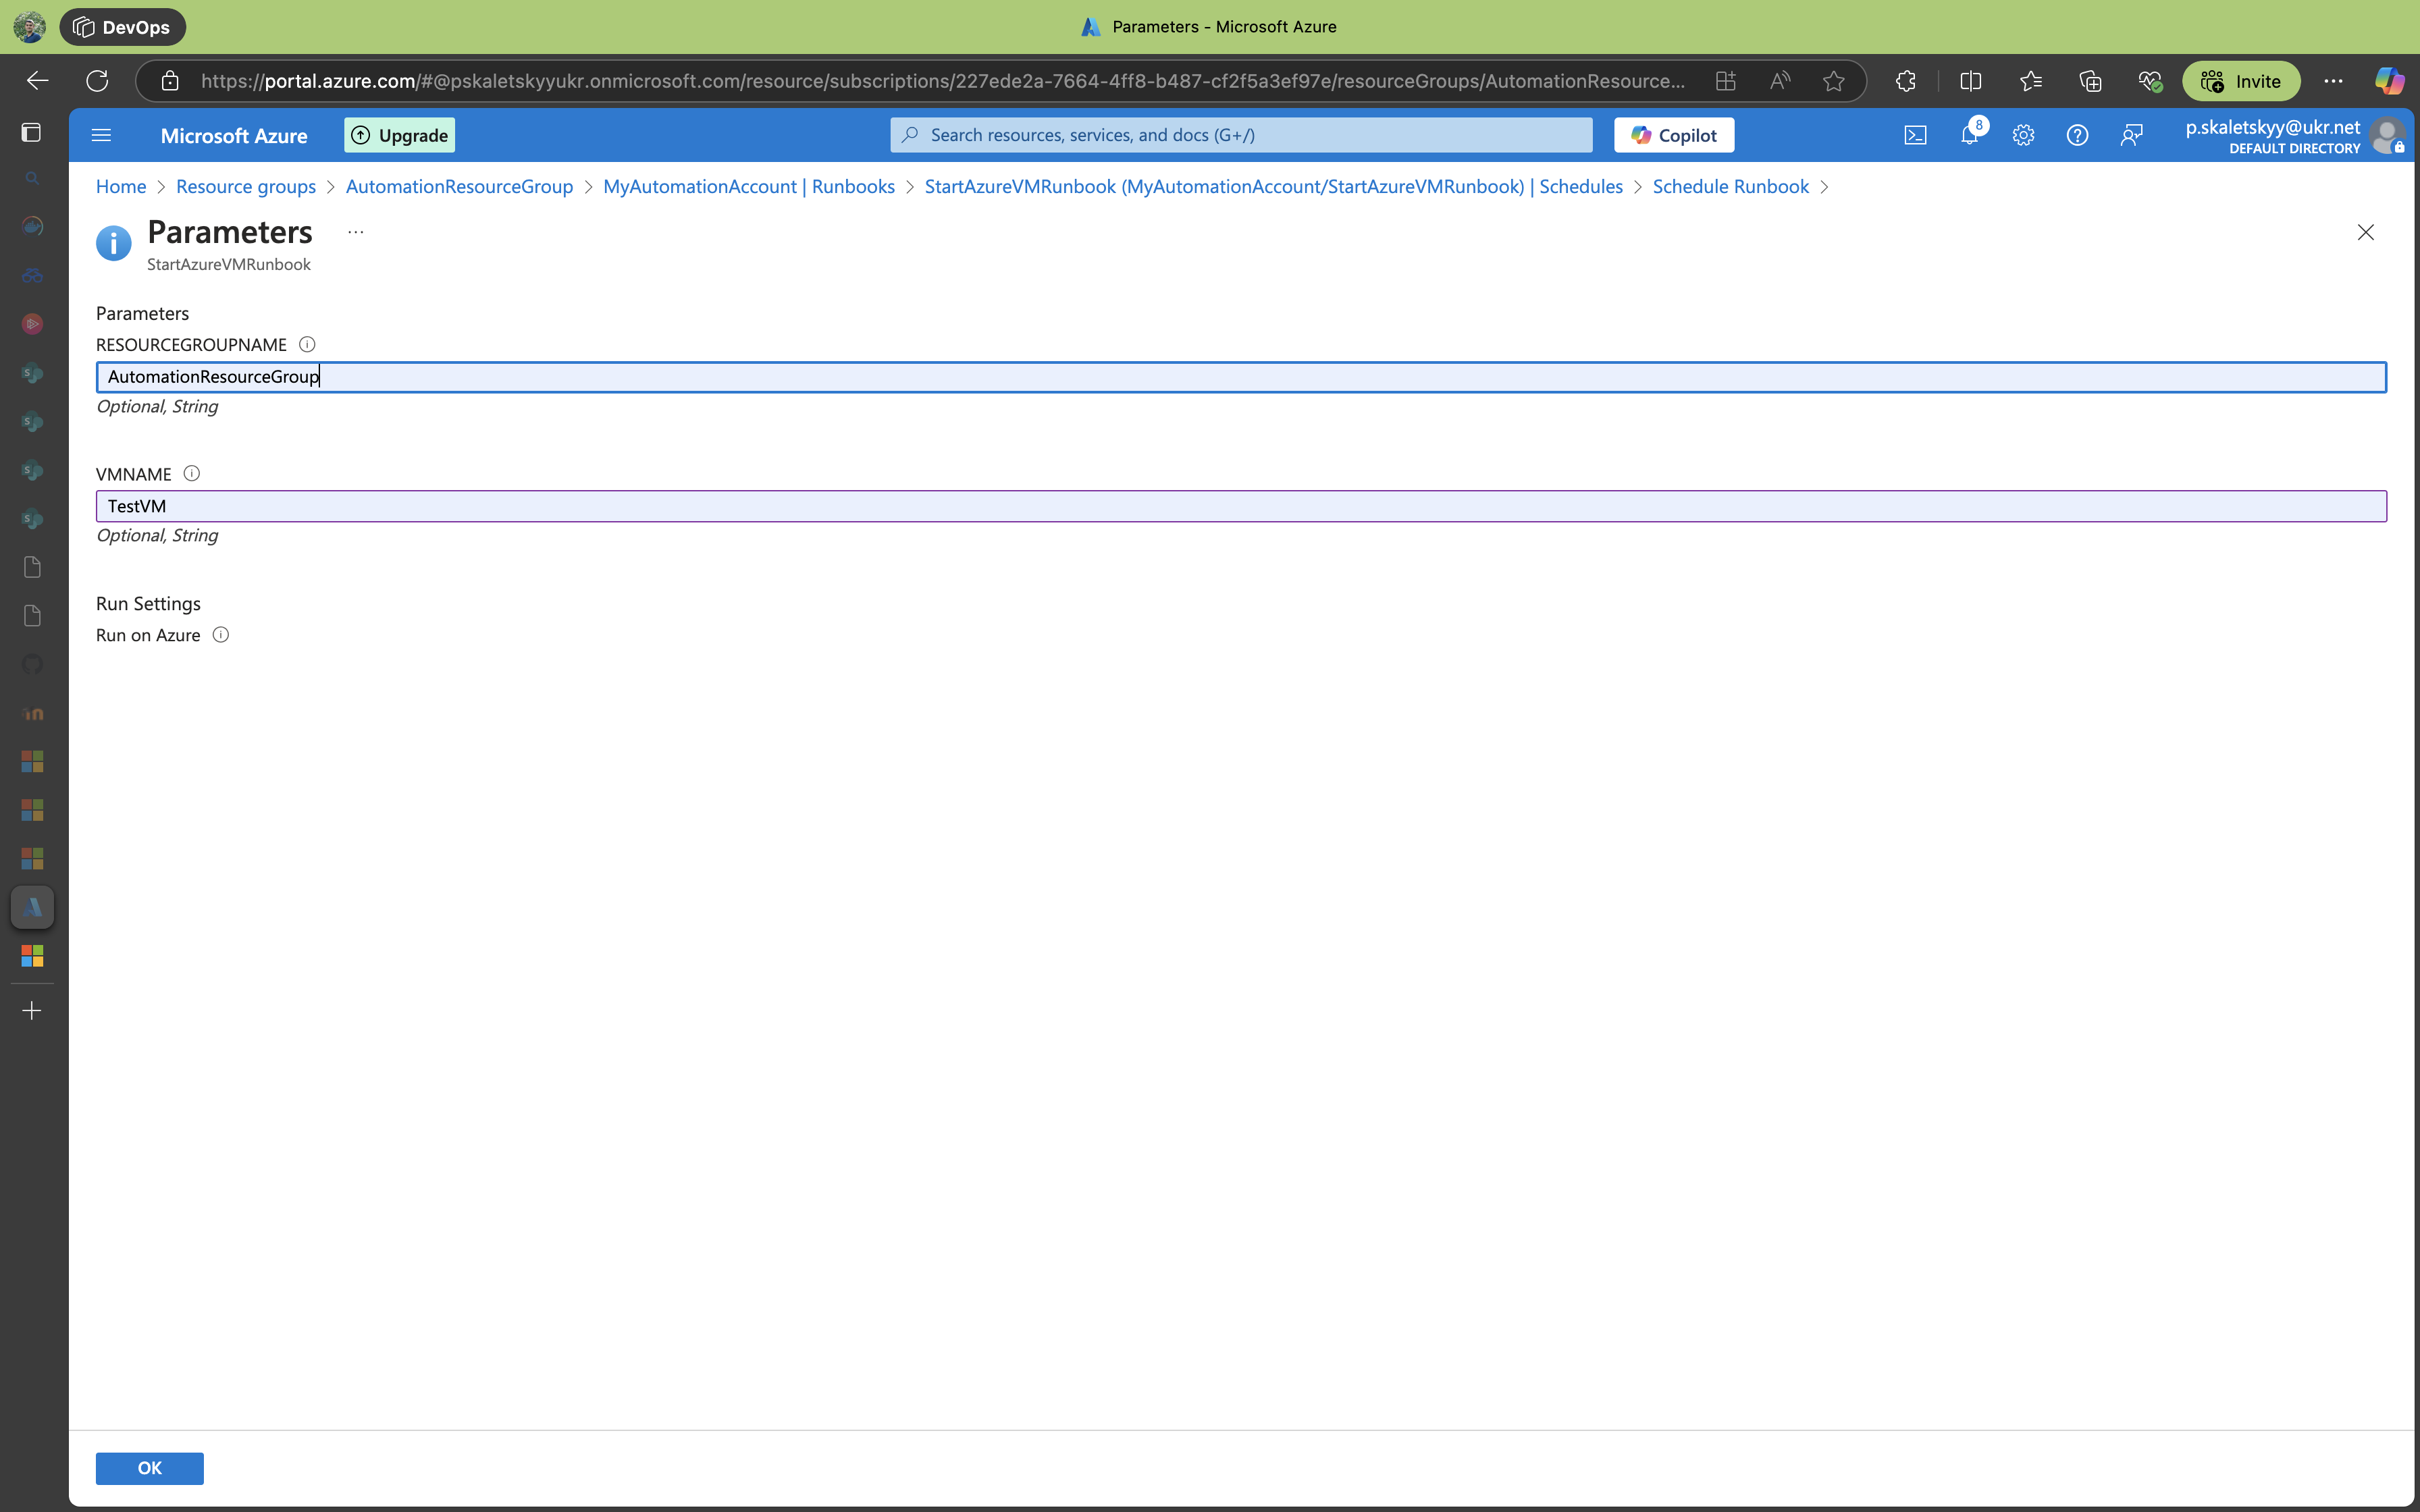 DevOps
Parameters - Microsoft Azure
https://portal.azure.com/#@pskaletskyyukr.onmicrosoft.com/resource/subscriptions/227ede2a-7664-4ff8-b487-cf2f5a3ef97e/resourceGroups/AutomationResource...
Invite
Microsoft Azure
Upgrade
Search resources, services, and docs (G+/)
Copilot
8
p.skaletskyy@ukr.net
DEFAULT DIRECTORY
Home > Resource groups > AutomationResourceGroup > MyAutomationAccount | Runbooks > StartAzureVMRunbook (MyAutomationAccount/StartAzureVMRunbook) | Schedules > Schedule Runbook >
Parameters ...
StartAzureVMRunbook
Parameters
RESOURCEGROUPNAME
AutomationResourceGroup
Optional, String
VMNAME
TestVM
Optional, String
Run Settings
Run on Azure
OK